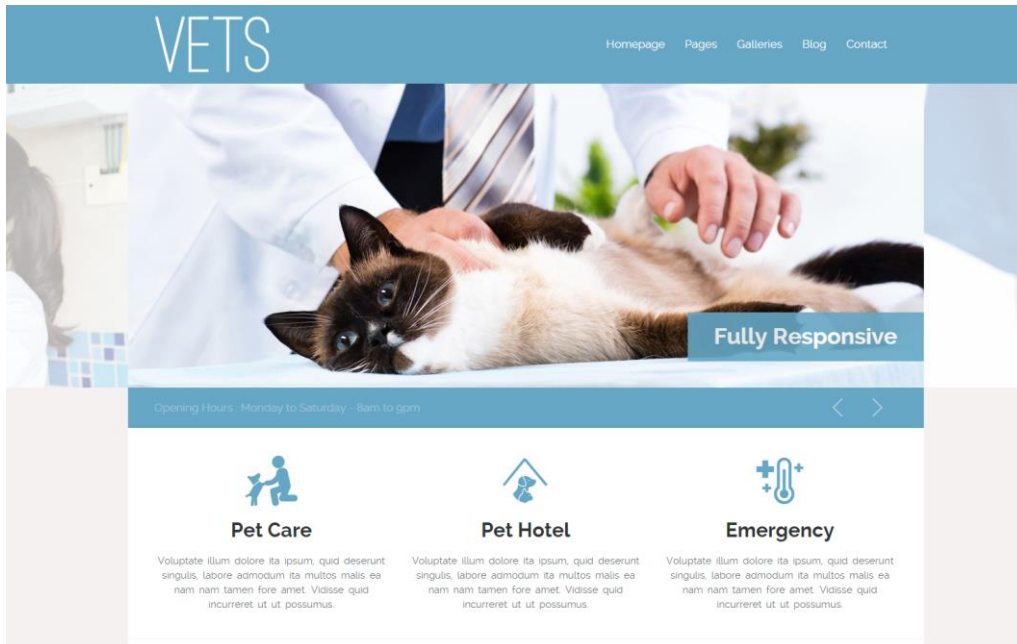 VETS
Homepage Pages Galleries Blog Contact
Fully Responsive
Opening Hours : Monday to Saturday - 8am to 9pm
Pet Care
Voluptate illum dolore ita ipsum, quid deserunt
singulis, labore admodum ita multos malis ea
nam nam tamen fore amet. Vidisse quid
incurreret ut ut possumus.
Pet Hotel
Voluptate illum dolore ita ipsum, quid deserunt
singulis, labore admodum ita multos malis ea
nam nam tamen fore amet. Vidisse quid
incurreret ut ut possumus.
Emergency
Voluptate illum dolore ita ipsum, quid deserunt
singulis, labore admodum ita multos malis ea
nam nam tamen fore amet. Vidisse quid
incurreret ut ut possumus.